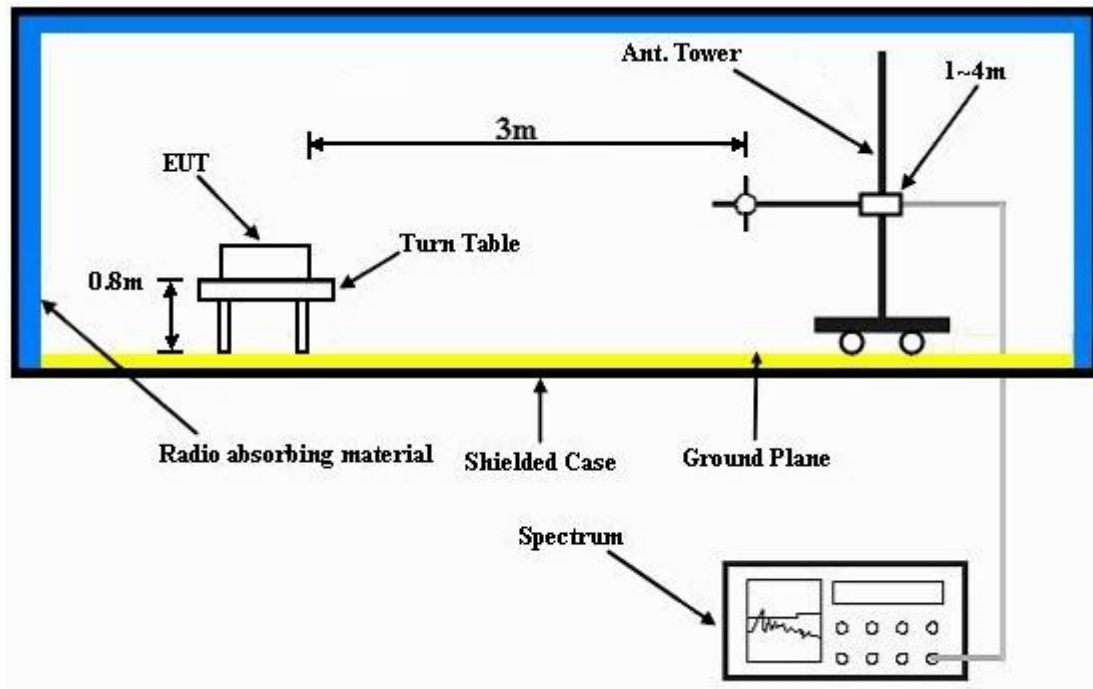 Ant. Tower
1~4m
3m
EUT
Turn Table
0.8m
Radio absorbing material
Shielded Case
Ground Plane
Spectrum